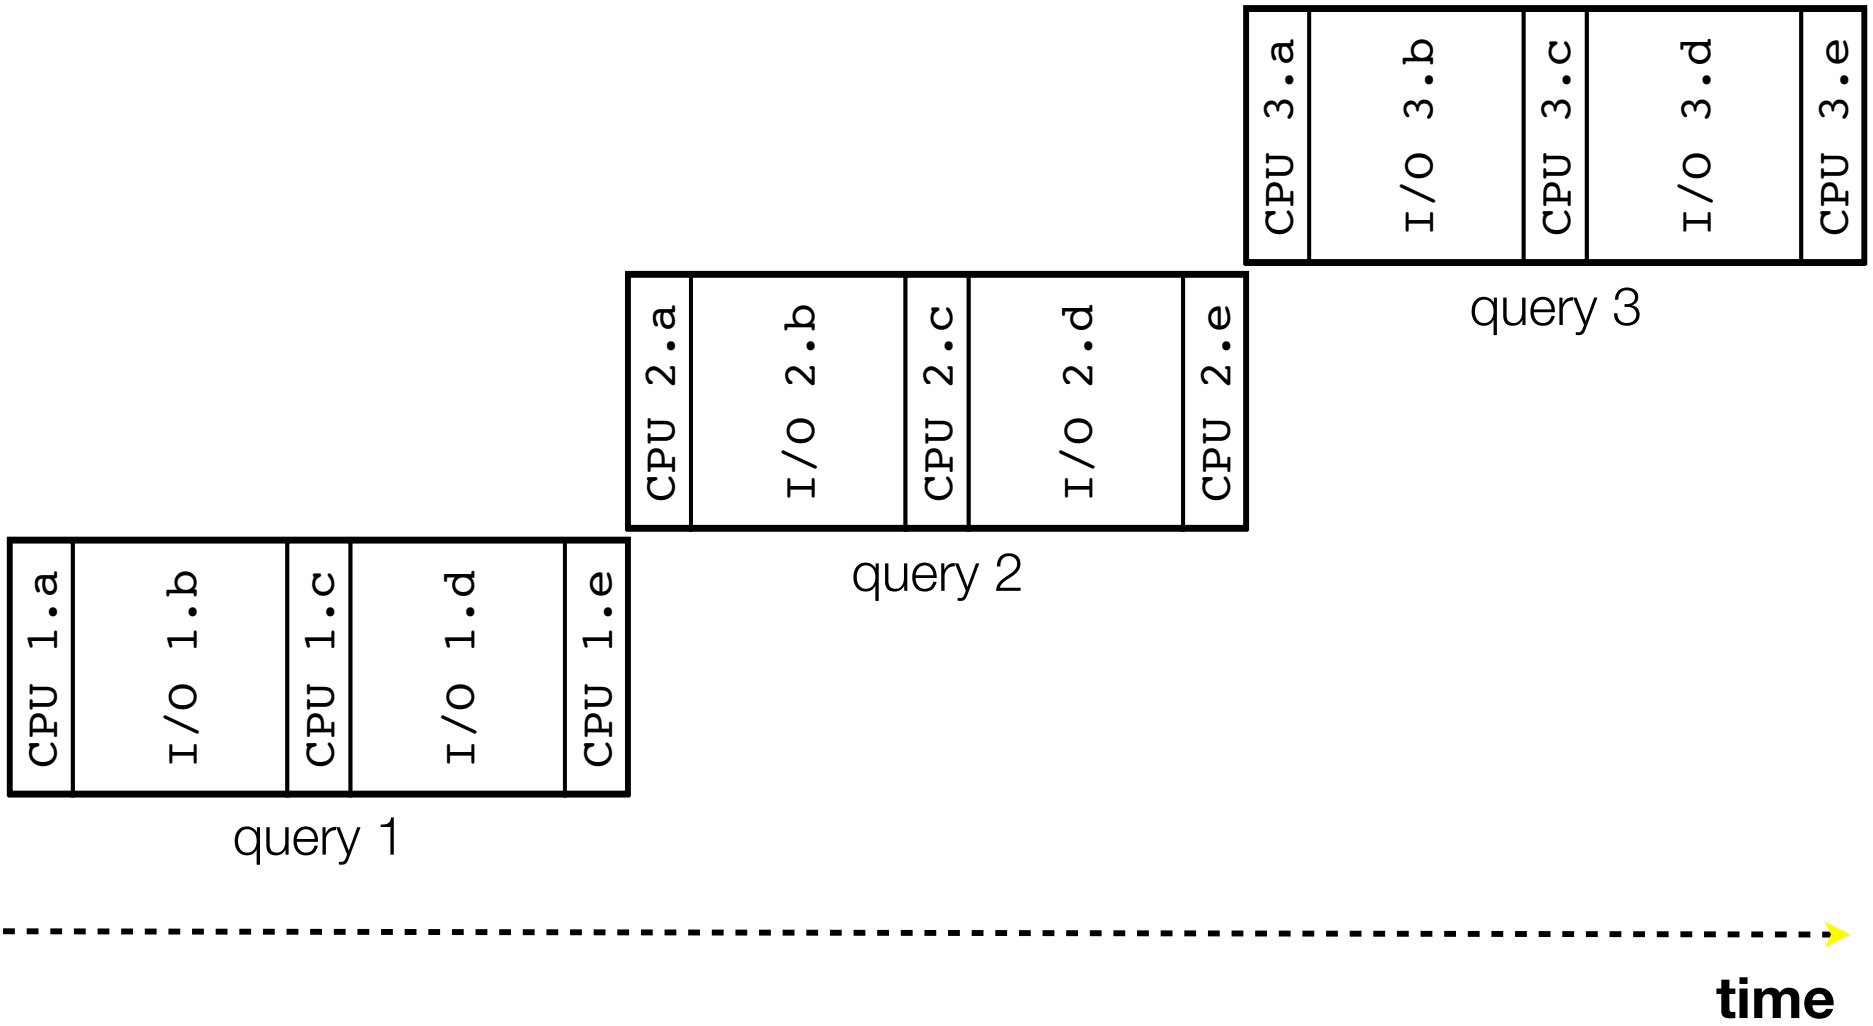 CPU 3.a
I/O 3.b
CPU 3.c
I/O 3.d
CPU 3.e
query 3
CPU 2.a
I/O 2.b
CPU 2.c
I/O 2.d
CPU 2.e
query 2
CPU 1.a
I/O 1.b
CPU 1.c
I/O 1.d
CPU 1.e
query 1
time